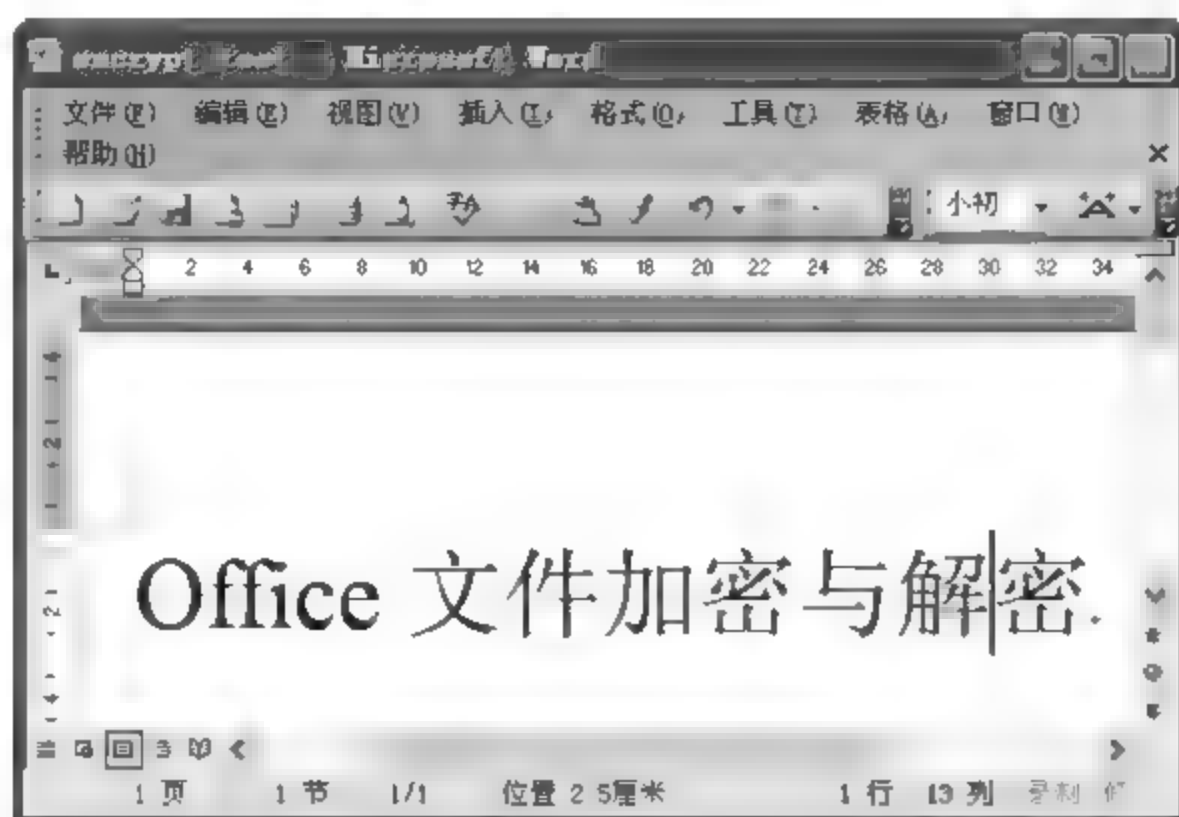 Microsoft Word
文件(F) 编辑(E) 视图(V) 插入(I) 格式(O) 工具(T) 表格(A) 窗口(W)
帮助(H)
小初
2 4 6 8 10 12 14 16 18 20 22 24 26 28 30 32 34
Office 文件加密与解密.
1 页 1 节 1/1 位置 2 5厘米 1 行 13 列 录制